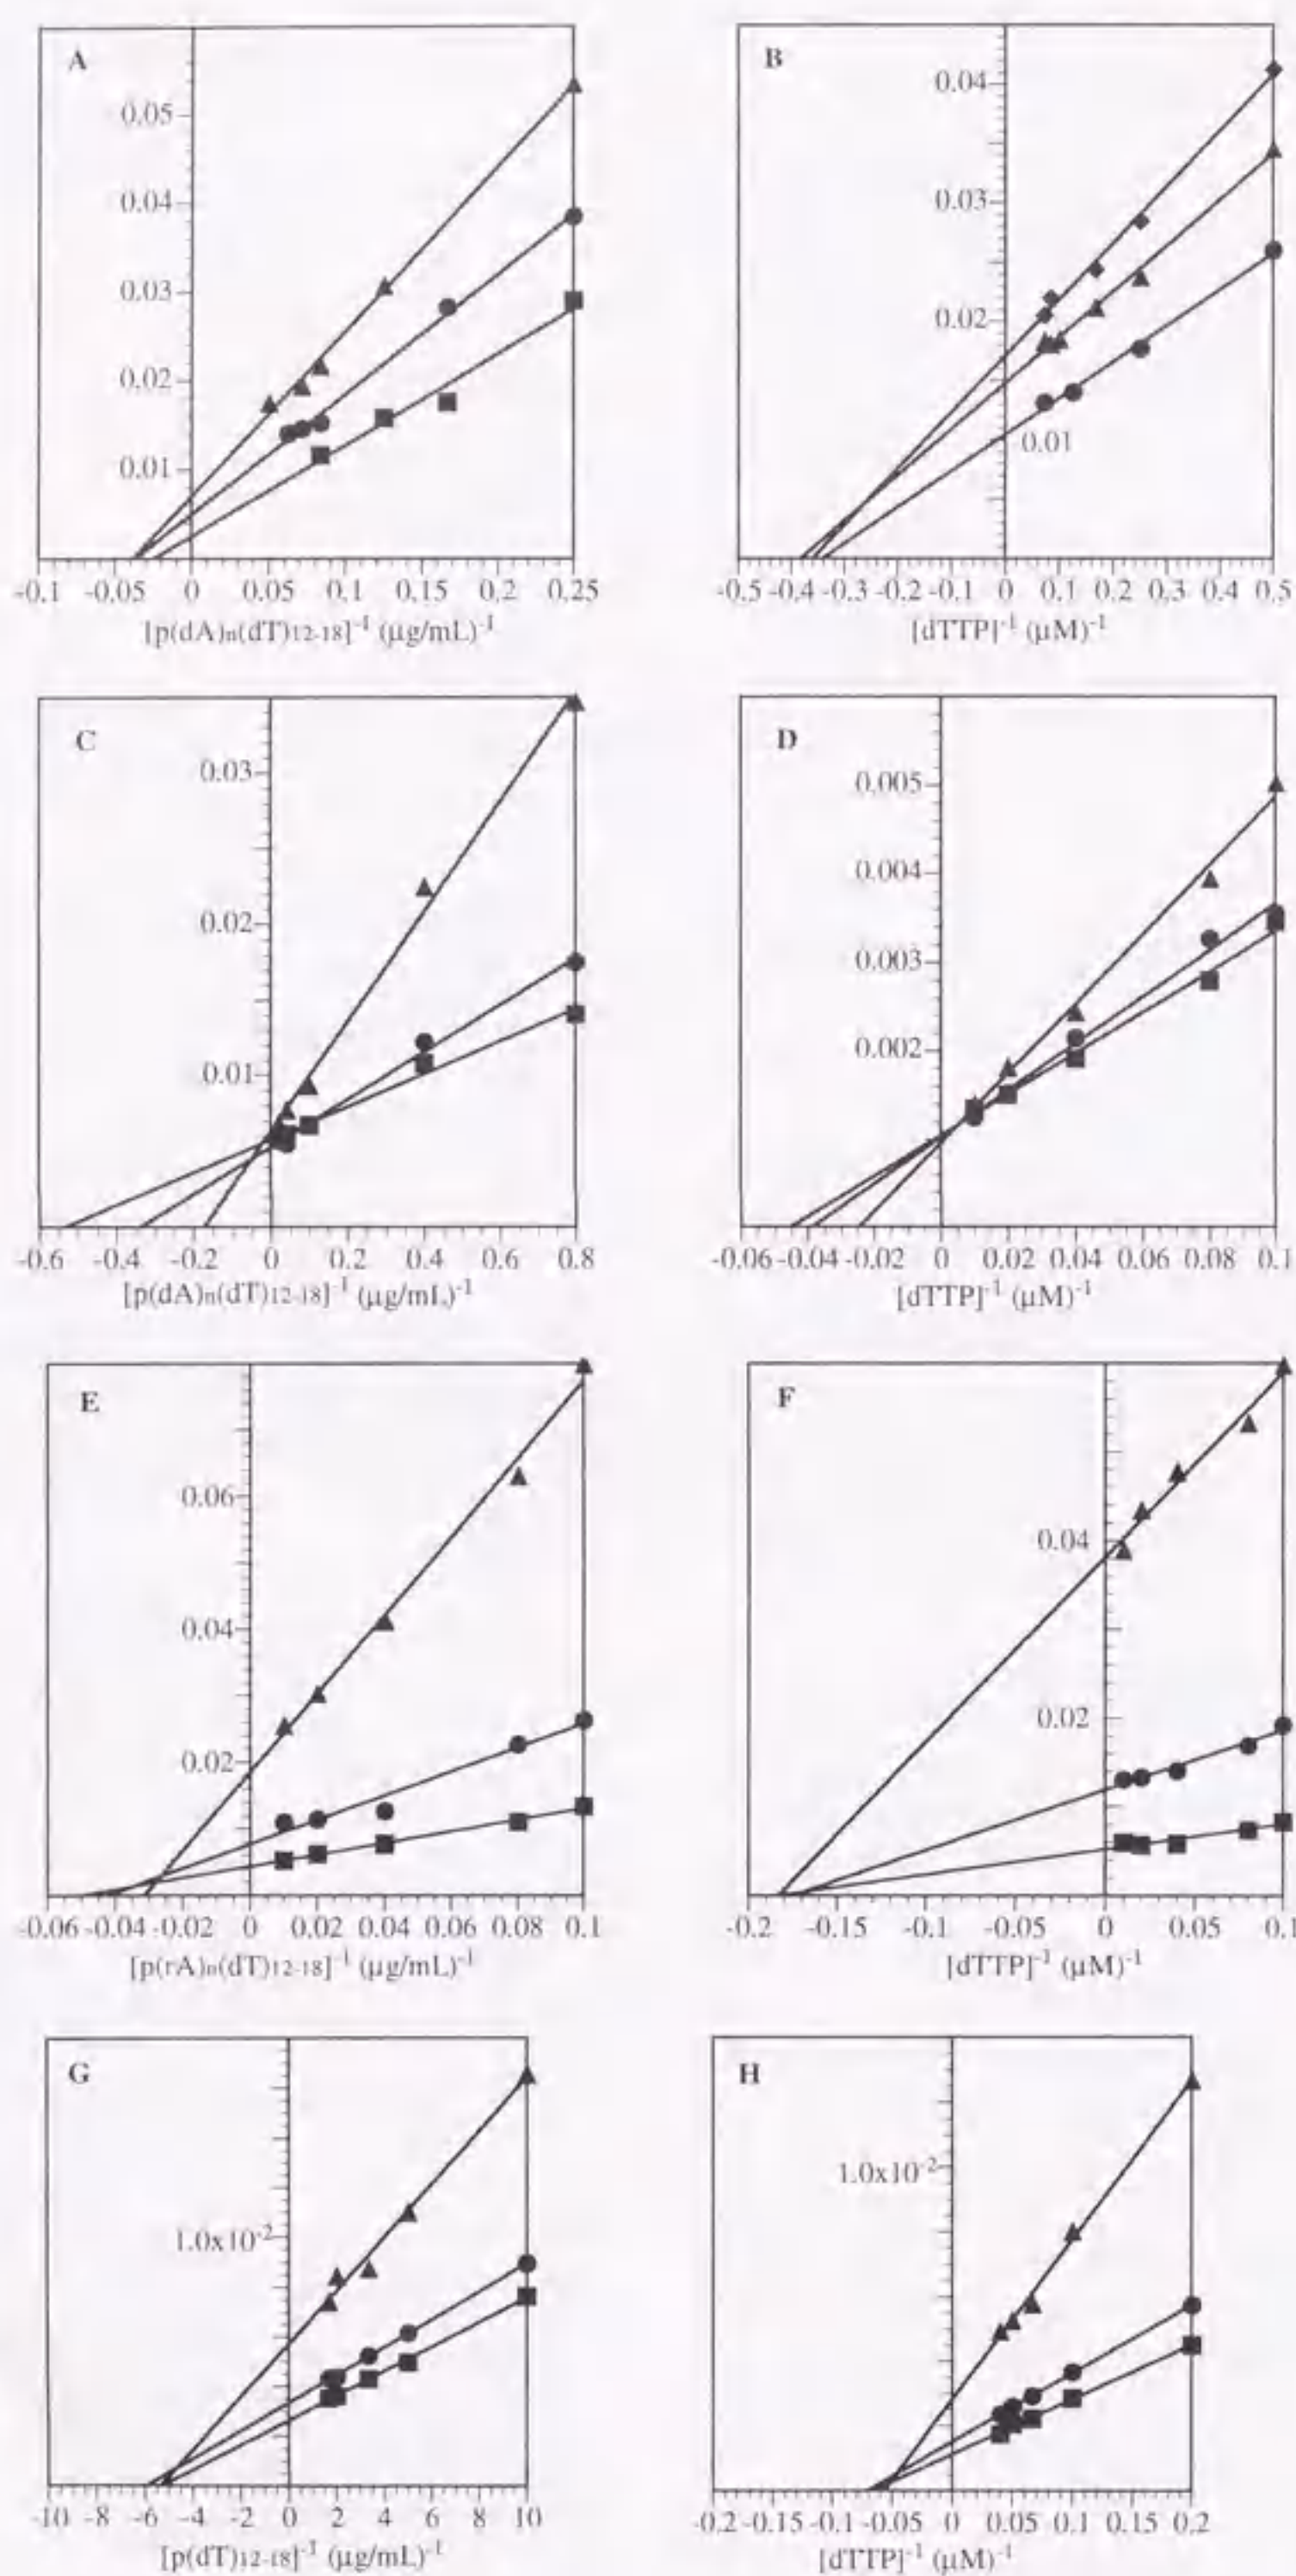 A
0.05
0.04
0.03
0.02
0.01
-0.1 -0.05 0 0.05 0.1 0.15 0.2 0.25
[p(dA)n(dT)12-18]-1 (µg/mL)-1
B
0.04
0.03
0.02
0.01
-0.5 -0.4 -0.3 -0.2 -0.1 0 0.1 0.2 0.3 0.4 0.5
[dTTP]-1 (µM)-1
C
0.03
0.02
0.01
-0.6 -0.4 -0.2 0 0.2 0.4 0.6 0.8
[p(dA)n(dT)12-18]-1 (µg/mL)-1
D
0.005
0.004
0.003
0.002
-0.06 -0.04 -0.02 0 0.02 0.04 0.06 0.08 0.1
[dTTP]-1 (µM)-1
E
0.06
0.04
0.02
-0.06 -0.04 -0.02 0 0.02 0.04 0.06 0.08 0.1
[p(rA)n(dT)12-18]-1 (µg/mL)-1
F
0.04
0.02
-0.2 -0.15 -0.1 -0.05 0 0.05 0.1
[dTTP]-1 (µM)-1
G
1.0x10-2
-10 -8 -6 -4 -2 0 2 4 6 8 10
[p(dT)12-18]-1 (µg/mL)-1
H
1.0x10-2
-0.2 -0.15 -0.1 -0.05 0 0.05 0.1 0.15 0.2
[dTTP]-1 (µM)-1